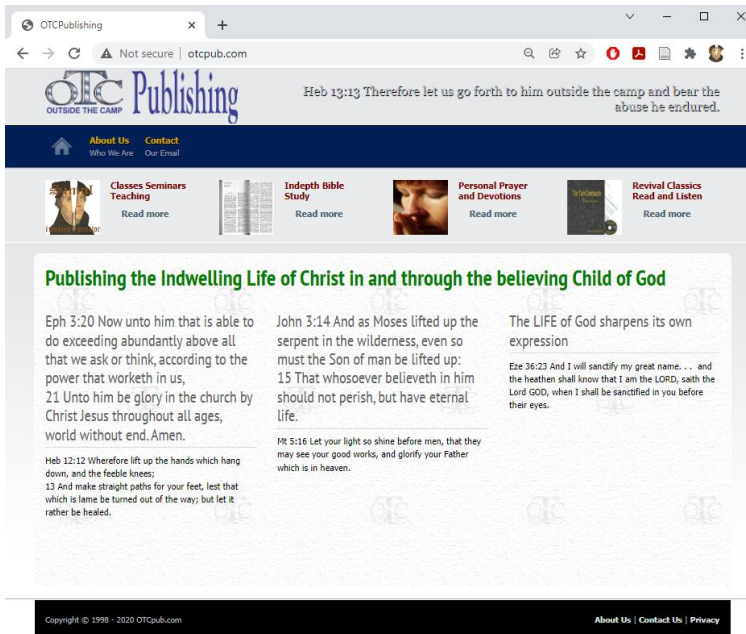 OTCPublishing
Not secure | otcpub.com
OTC Publishing
OUTSIDE THE CAMP
Heb 13:13 Therefore let us go forth to him outside the camp and bear the
abuse he endured.
About Us Contact
Who We Are Our Email
Classes Seminars
Teaching
Read more
Indepth Bible
Study
Read more
Personal Prayer
and Devotions
Read more
Revival Classics
Read and Listen
Read more
Publishing the Indwelling Life of Christ in and through the believing Child of God
Eph 3:20 Now unto him that is able to
do exceeding abundantly above all
that we ask or think, according to the
power that worketh in us,
21 Unto him be glory in the church by
Christ Jesus throughout all ages,
world without end. Amen.
Heb 12:12 Wherefore lift up the hands which hang
down, and the feeble knees;
13 And make straight paths for your feet, lest that
which is lame be turned out of the way; but let it
rather be healed.
John 3:14 And as Moses lifted up the
serpent in the wilderness, even so
must the Son of man be lifted up:
15 That whosoever believeth in him
should not perish, but have eternal
life.
Mt 5:16 Let your light so shine before men, that they
may see your good works, and glorify your Father
which is in heaven.
The LIFE of God sharpens its own
expression
Eze 36:23 And I will sanctify my great name. . . and
the heathen shall know that I am the LORD, saith the
Lord GOD, when I shall be sanctified in you before
their eyes.
Copyright © 1998 - 2020 OTCpub.com
About Us | Contact Us | Privacy